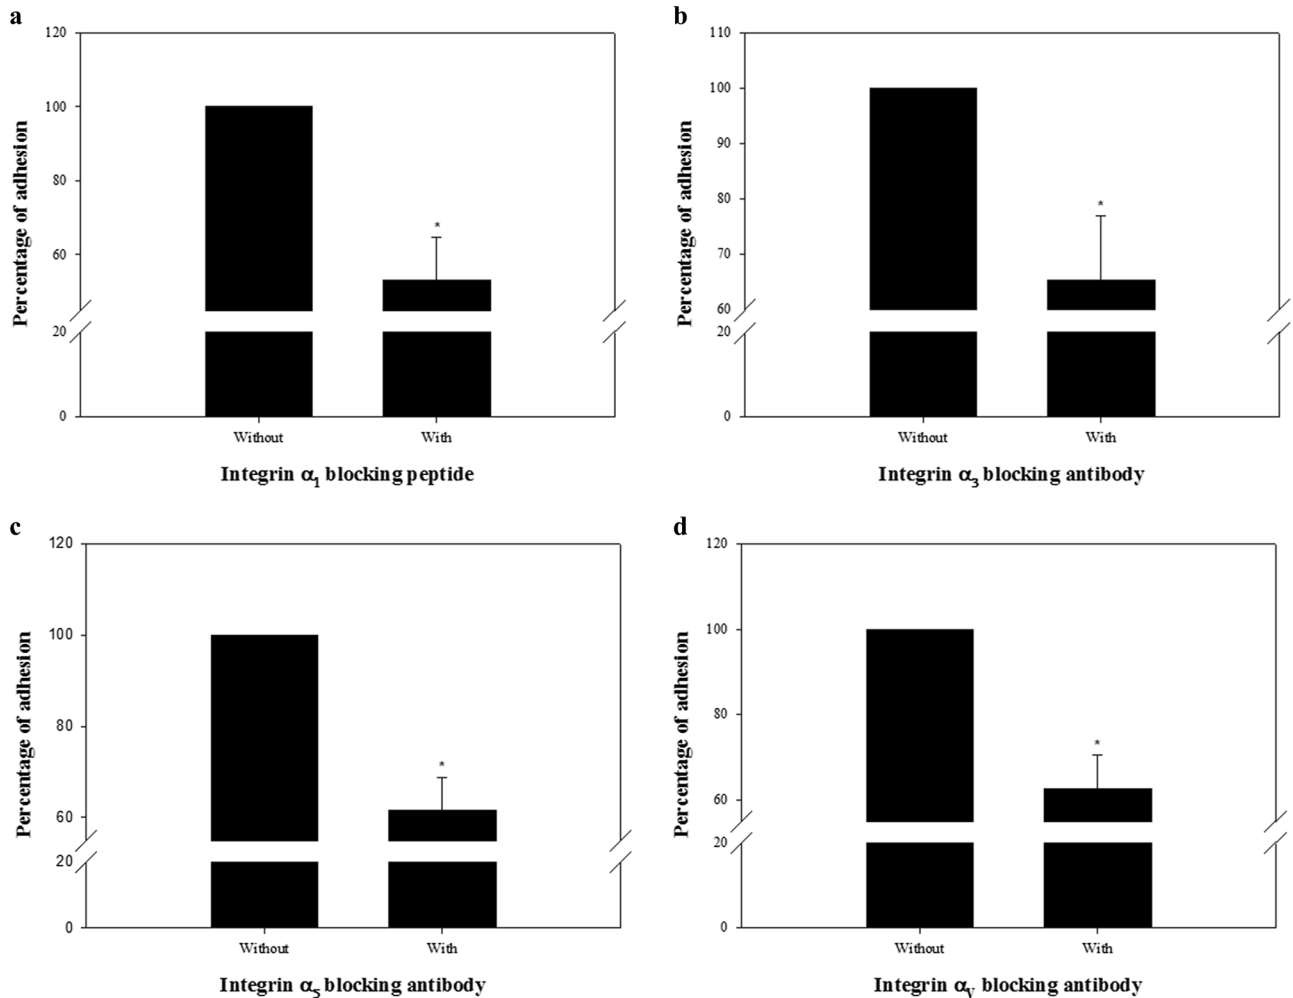 a
120
100
80
60
20
0
Percentage of adhesion
*
Without With
Integrin α1 blocking peptide
b
110
100
90
80
70
60
20
0
Percentage of adhesion
*
Without With
Integrin α3 blocking antibody
c
120
100
80
60
20
0
Percentage of adhesion
*
Without With
Integrin α5 blocking antibody
d
120
100
80
60
20
0
Percentage of adhesion
*
Without With
Integrin αV blocking antibody